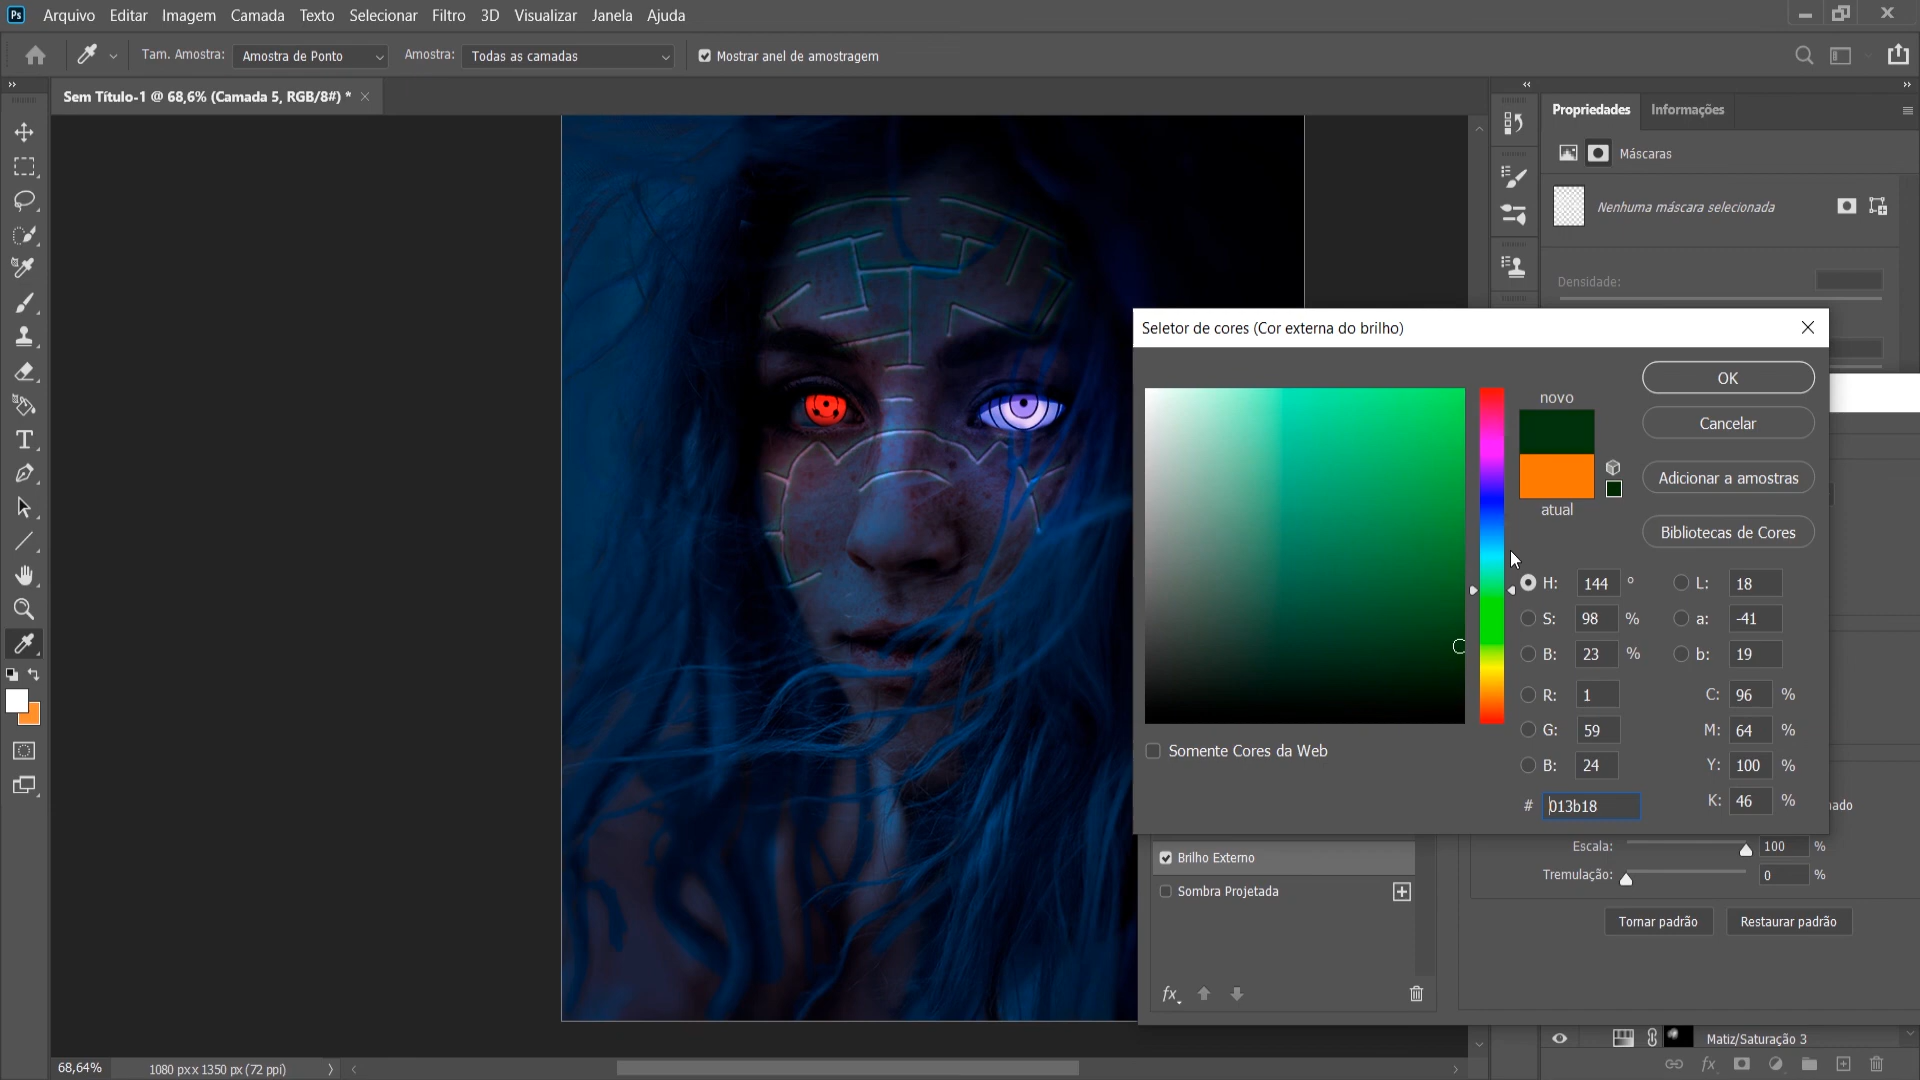 Ps Arquivo Editar Imagem Camada Texto Selecionar Filtro 3D Visualizar Janela Ajuda
Tam. Amostra: Amostra de Ponto Amostra: Todas as camadas Mostrar anel de amostragem
Sem Título-1 @ 68,6% (Camada 5, RGB/8#) *
Propriedades Informações
Máscaras
Nenhuma máscara selecionada
Densidade:
Seletor de cores (Cor externa do brilho)
novo
atual
OK
Cancelar
Adicionar a amostras
Bibliotecas de Cores
H: 144 ° L: 18
S: 98 % a: -41
B: 23 % b: 19
R: 1 C: 96 %
G: 59 M: 64 %
B: 24 Y: 100 %
# 013b18 K: 46 %
Somente Cores da Web
ado
Escala: 100 %
Tremulação: 0 %
Tornar padrão Restaurar padrão
Brilho Externo
Sombra Projetada
fx
Matiz/Saturação 3
fx
68,64% 1080 px x 1350 px (72 ppi)